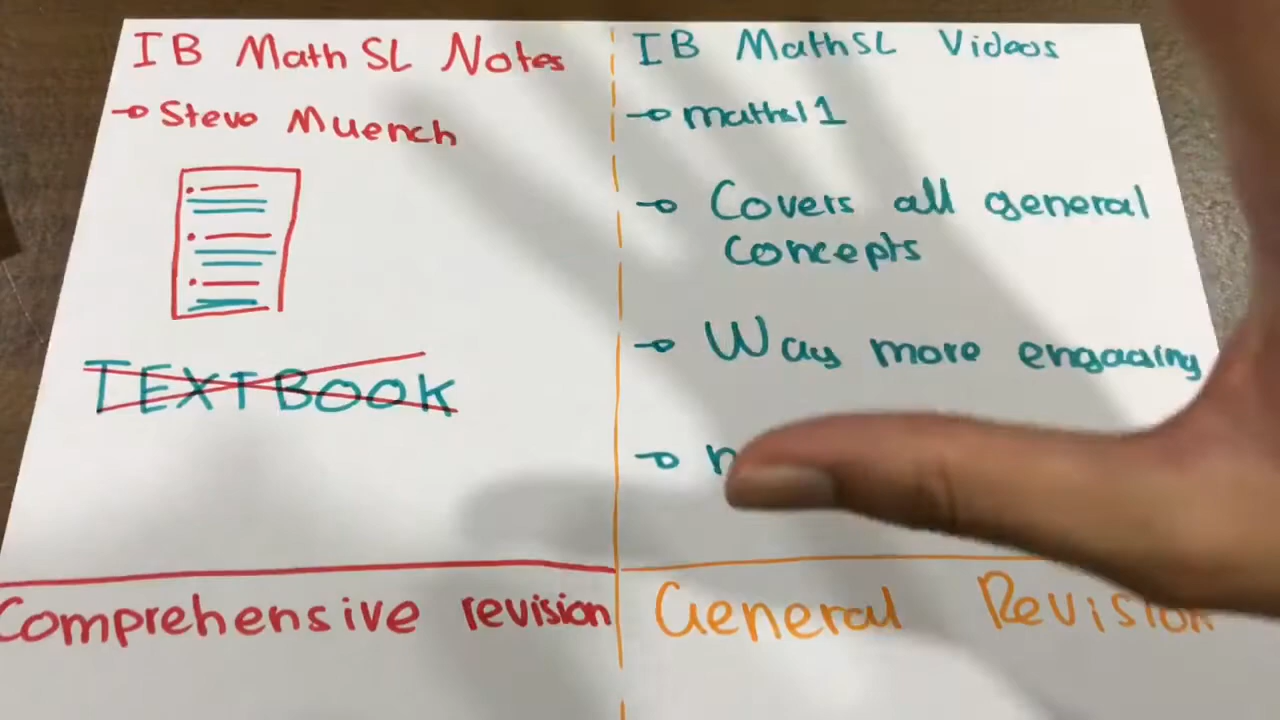 IB Math SL Notes
Steve Muench
TEXTBOOK
Comprehensive revision
IB MathSL Videos
mathsl1
Covers all general
concepts
Way more engaging
General Revision